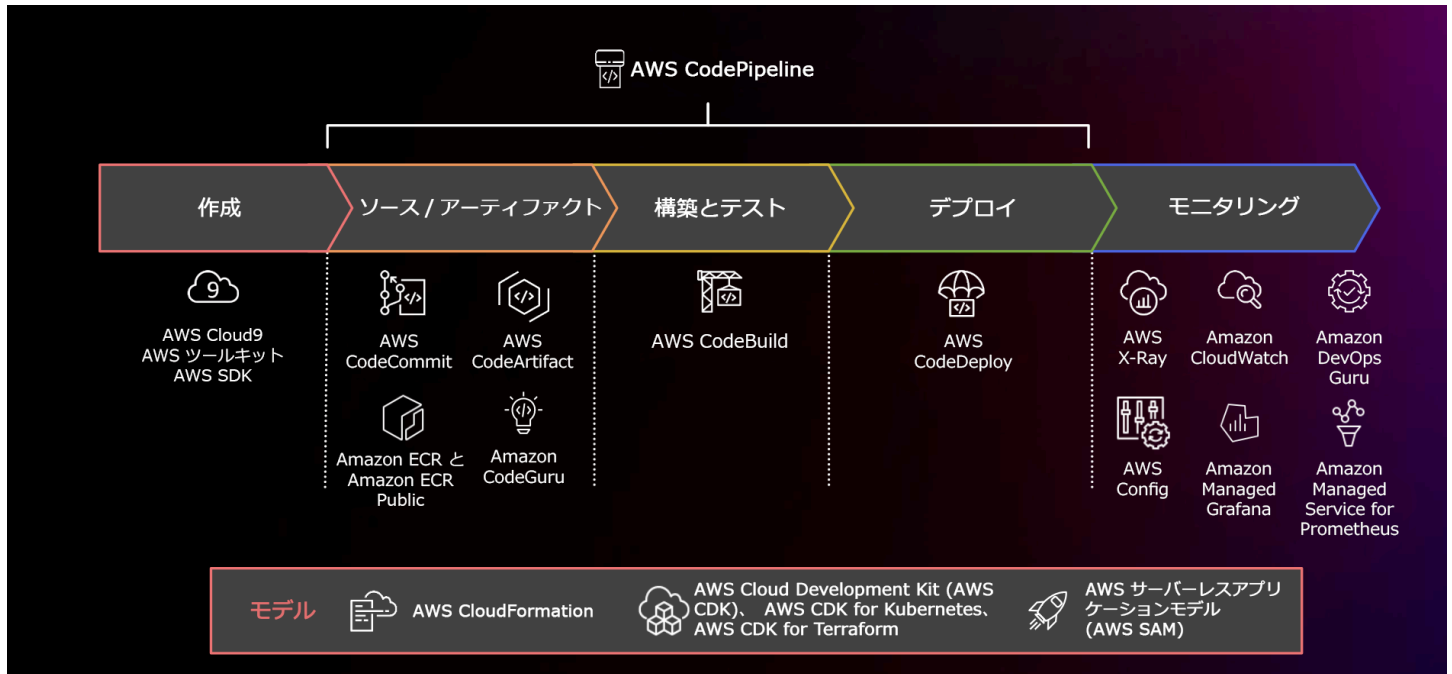 AWS CodePipeline
作成
ソース / アーティファクト
構築とテスト
デプロイ
モニタリング
9
AWS Cloud9
AWS ツールキット
AWS SDK
</>
AWS
CodeCommit
</>
AWS
CodeArtifact
Amazon ECR と
Amazon ECR
Public
</>
Amazon
CodeGuru
</>
AWS CodeBuild
</>
AWS
CodeDeploy
AWS
X-Ray
Amazon
CloudWatch
Amazon
DevOps
Guru
AWS
Config
Amazon
Managed
Grafana
Amazon
Managed
Service for
Prometheus
モデル
AWS CloudFormation
AWS Cloud Development Kit (AWS
CDK)、 AWS CDK for Kubernetes、
AWS CDK for Terraform
AWS サーバーレスアプリ
ケーションモデル
(AWS SAM)